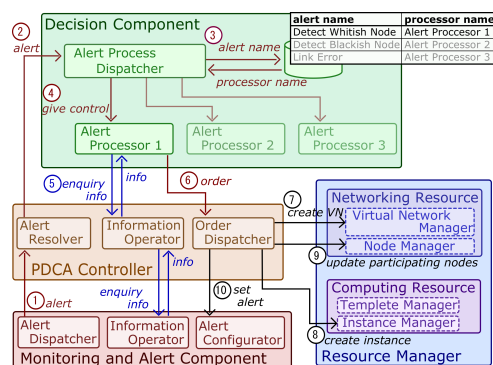 Decision Component
alert name processor name
Detect Whitish Node Alert Proccesor 1
Detect Blackish Node Alert Processor 2
Link Error Alert Processor 3
② alert
Alert Process
Dispatcher
③ alert name
processor name
④ give control
Alert
Processor 1
Alert
Processor 2
Alert
Processor 3
⑤ enquiry
info
info
⑥ order
Alert
Resolver
Information
Operator
Order
Dispatcher
PDCA Controller
⑦ create VN
Networking Resource
Virtual Network
Manager
Node Manager
⑨ update participating nodes
Computing Resource
Templete Manager
Instance Manager
⑧ create instance
Resource Manager
① alert
enquiry
info
info
⑩ set
alert
Alert
Dispatcher
Information
Operator
Alert
Configurator
Monitoring and Alert Component